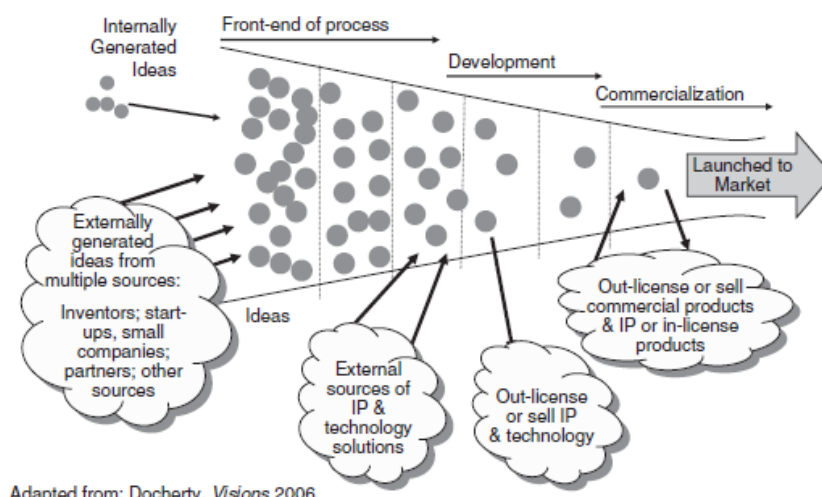 Internally
Generated
Ideas
Front-end of process
Development
Commercialization
Launched to
Market
Externally
generated
ideas from
multiple sources:
Inventors; start-
ups, small
companies;
partners; other
sources
Ideas
External
sources of
IP &
technology
solutions
Out-license
or sell IP
& technology
Out-license or sell
commercial products
& IP or in-license
products
Adapted from: Docherty, Visions 2006